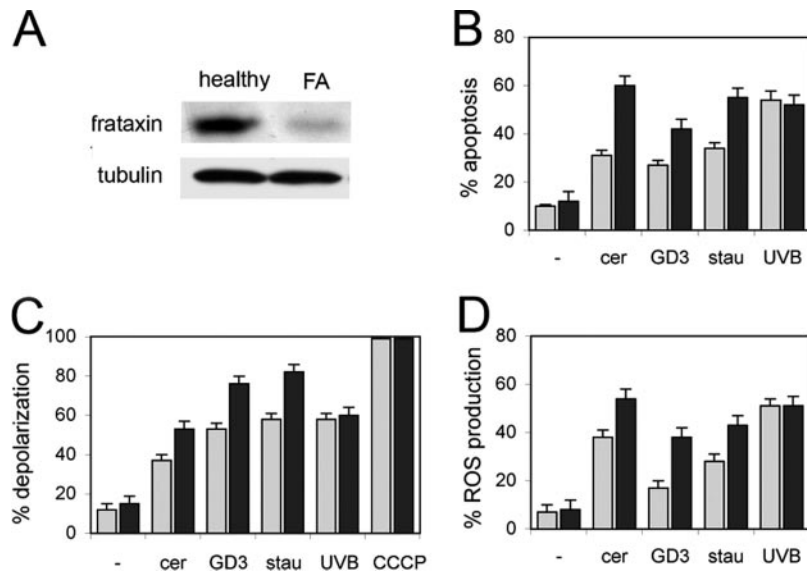 A
healthy FA
frataxin
tubulin
B
% apoptosis
80
60
40
20
0
- cer GD3 stau UVB
C
% depolarization
100
80
60
40
20
0
- cer GD3 stau UVB CCCP
D
% ROS production
80
60
40
20
0
- cer GD3 stau UVB